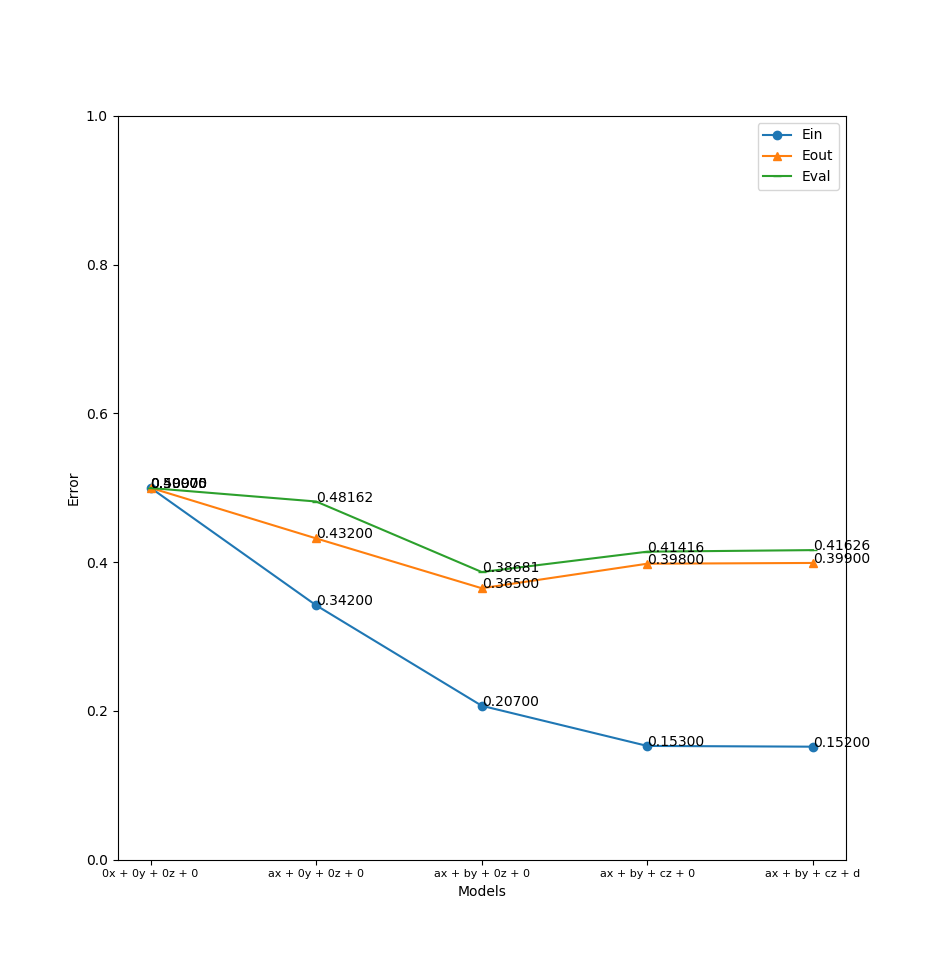 1.0
Ein
Eout
Eval
0.8
0.6
0.48162
0.43200
0.41416
0.41626
0.4
0.39800
0.39900
0.38681
0.36500
0.34200
0.2
0.20700
0.15300
0.15200
0.0
0x + 0y + 0z + 0
ax + 0y + 0z + 0
ax + by + 0z + 0
ax + by + cz + 0
ax + by + cz + d
Error
Models